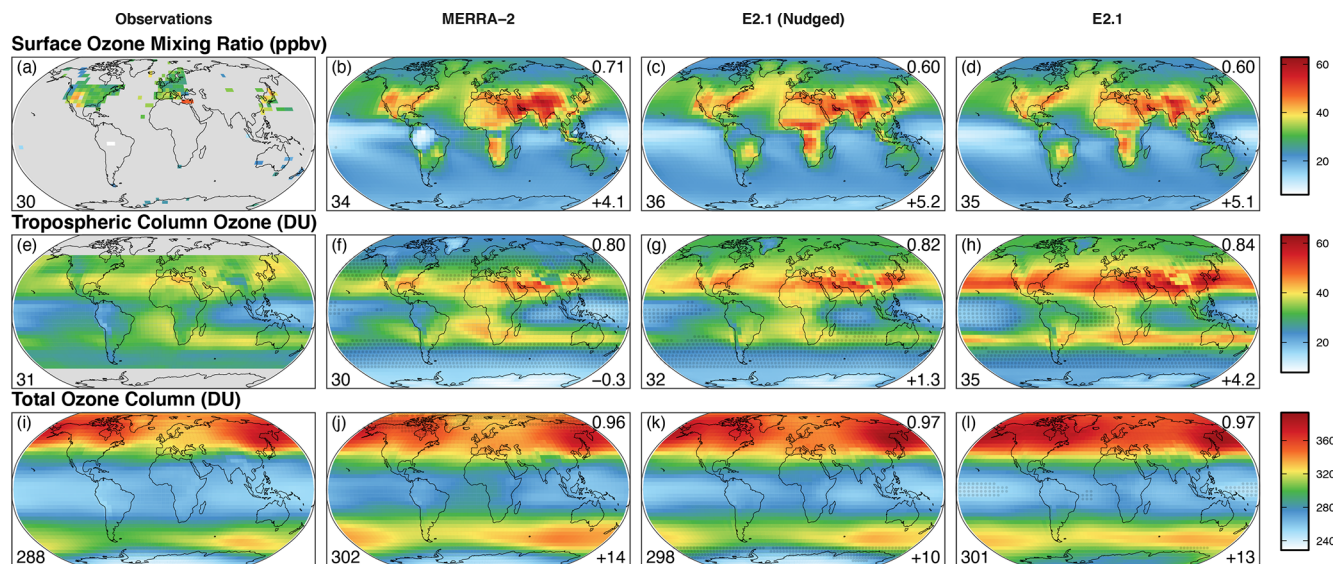 Observations MERRA−2 E2.1 (Nudged) E2.1
Surface Ozone Mixing Ratio (ppbv)
(a) (b) 0.71 (c) 0.60 (d) 0.60
60
40
20
30 34 +4.1 36 +5.2 35 +5.1
Tropospheric Column Ozone (DU)
(e) (f) 0.80 (g) 0.82 (h) 0.84
60
40
20
31 30 −0.3 32 +1.3 35 +4.2
Total Ozone Column (DU)
(i) (j) 0.96 (k) 0.97 (l) 0.97
360
320
280
240
288 302 +14 298 +10 301 +13